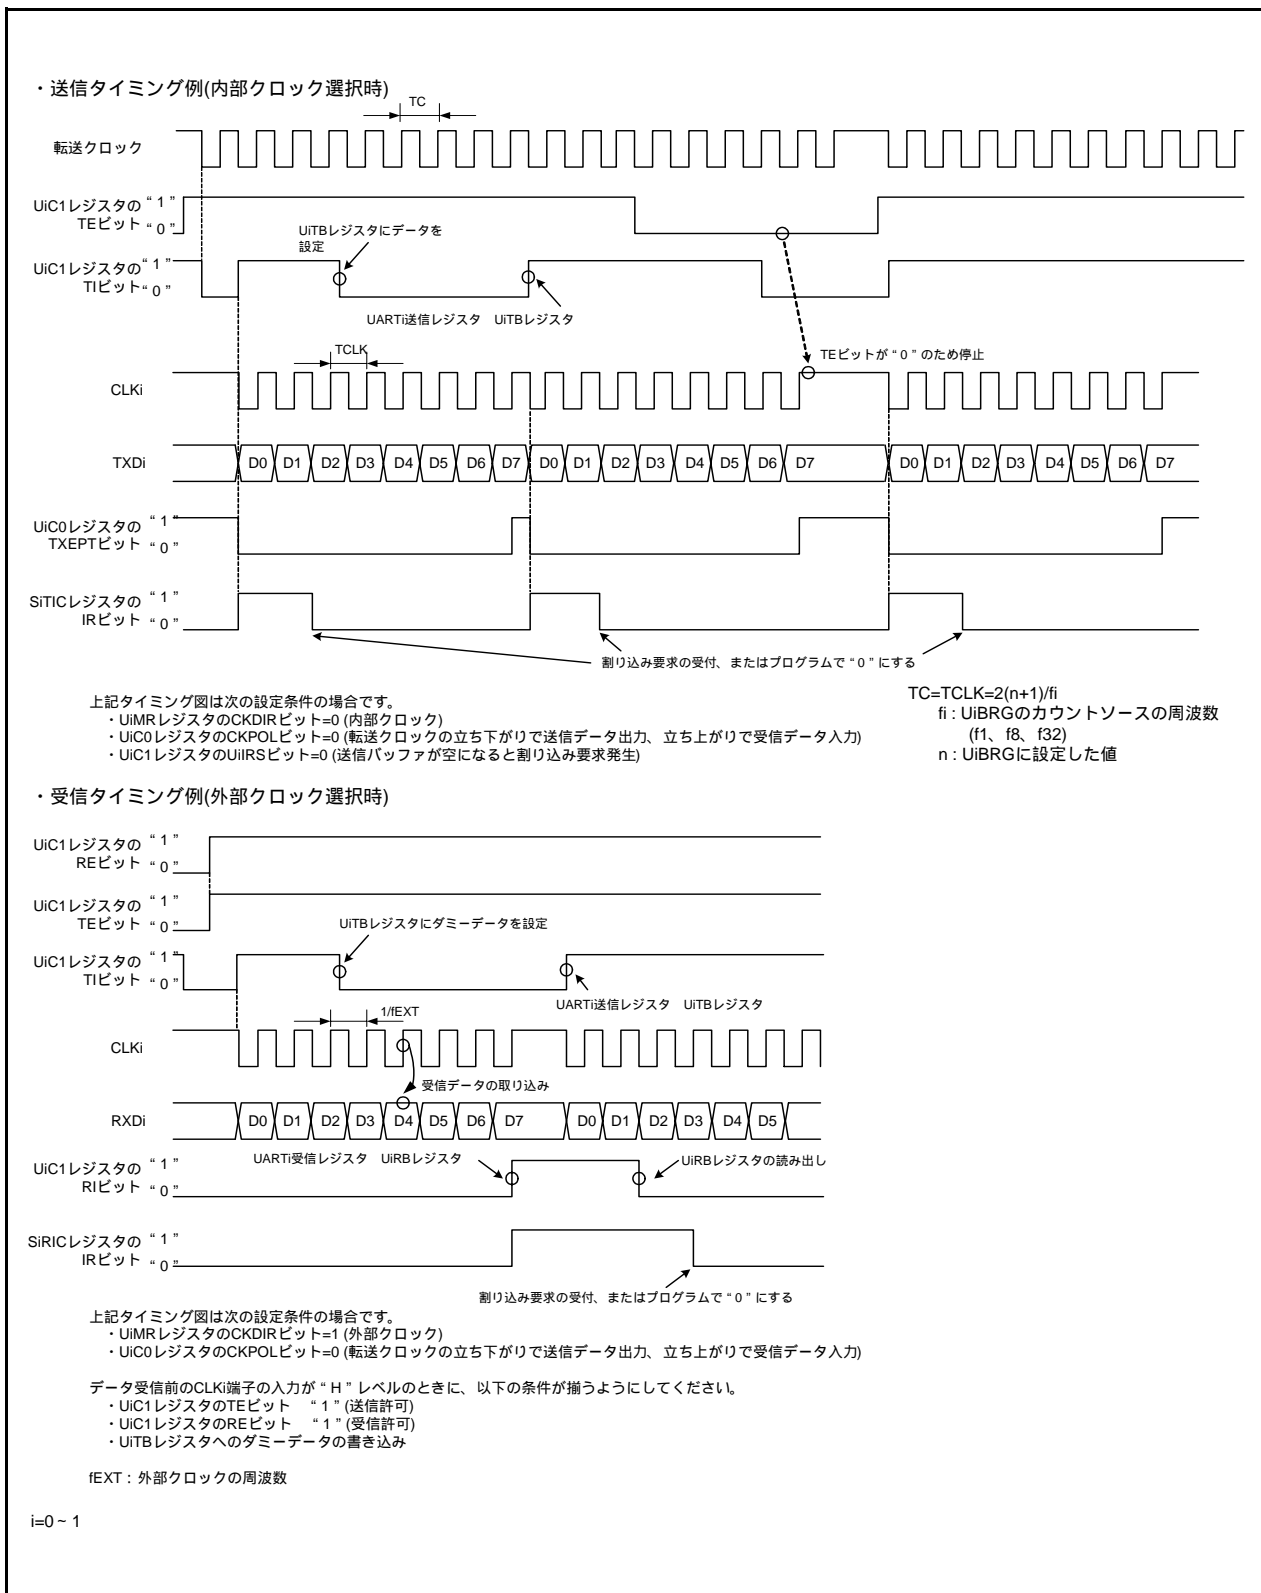 ・送信タイミング例(内部クロック選択時)
TC
転送クロック
UiC1レジスタの “ 1 ”
TEビット “ 0 ”
UiTBレジスタにデータを
設定
UiC1レジスタの “ 1 ”
TIビット “ 0 ”
UARTi送信レジスタ UiTBレジスタ
TCLK
TEビットが “ 0 ” のため停止
CLKi
TXDi D0 D1 D2 D3 D4 D5 D6 D7 D0 D1 D2 D3 D4 D5 D6 D7 D0 D1 D2 D3 D4 D5 D6 D7
UiC0レジスタの “ 1 ”
TXEPTビット “ 0 ”
SiTICレジスタの “ 1 ”
IRビット “ 0 ”
割り込み要求の受付、またはプログラムで “ 0 ” にする
上記タイミング図は次の設定条件の場合です。
・UiMRレジスタのCKDIRビット=0 (内部クロック)
・UiC0レジスタのCKPOLビット=0 (転送クロックの立ち下がりで送信データ出力、立ち上がりで受信データ入力)
・UiC1レジスタのUiIRSビット=0 (送信バッファが空になると割り込み要求発生)
TC=TCLK=2(n+1)/fi
fi : UiBRGのカウントソースの周波数
(f1、f8、f32)
n : UiBRGに設定した値
・受信タイミング例(外部クロック選択時)
UiC1レジスタの “ 1 ”
REビット “ 0 ”
UiC1レジスタの “ 1 ”
TEビット “ 0 ”
UiTBレジスタにダミーデータを設定
UiC1レジスタの “ 1 ”
TIビット “ 0 ”
UARTi送信レジスタ UiTBレジスタ
1/fEXT
CLKi
受信データの取り込み
RXDi D0 D1 D2 D3 D4 D5 D6 D7 D0 D1 D2 D3 D4 D5
UARTi受信レジスタ UiRBレジスタ
UiRBレジスタの読み出し
UiC1レジスタの “ 1 ”
RIビット “ 0 ”
SiRICレジスタの “ 1 ”
IRビット “ 0 ”
割り込み要求の受付、またはプログラムで “ 0 ” にする
上記タイミング図は次の設定条件の場合です。
・UiMRレジスタのCKDIRビット=1 (外部クロック)
・UiC0レジスタのCKPOLビット=0 (転送クロックの立ち下がりで送信データ出力、立ち上がりで受信データ入力)
データ受信前のCLKi端子の入力が “ H ” レベルのときに、以下の条件が揃うようにしてください。
・UiC1レジスタのTEビット “ 1 ” (送信許可)
・UiC1レジスタのREビット “ 1 ” (受信許可)
・UiTBレジスタへのダミーデータの書き込み
fEXT : 外部クロックの周波数
i=0 ~ 1